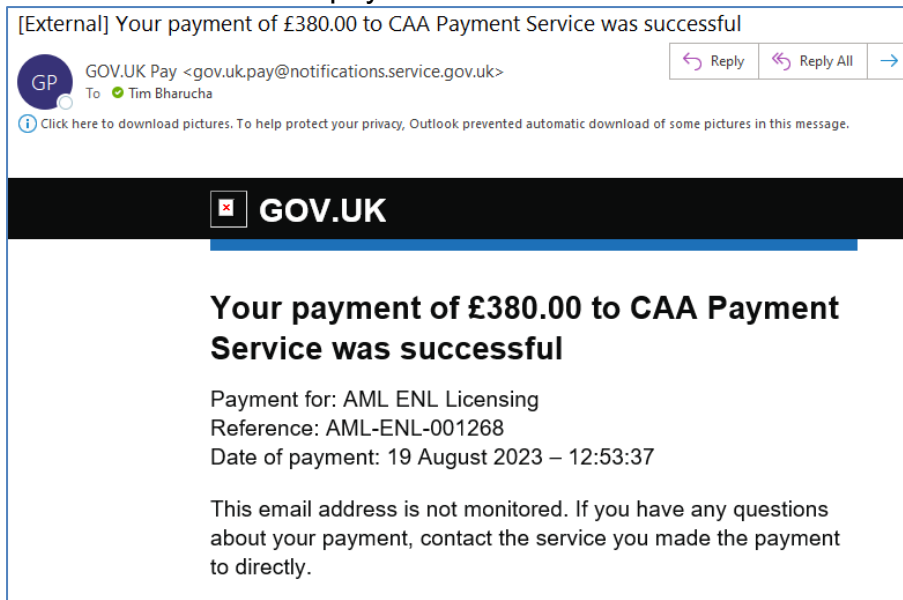 pay
[External] Your payment of £380.00 to CAA Payment Service was successful
GP
GOV.UK Pay <gov.uk.pay@notifications.service.gov.uk>
To Tim Bharucha
Reply
Reply All
Click here to download pictures. To help protect your privacy, Outlook prevented automatic download of some pictures in this message.
GOV.UK
Your payment of £380.00 to CAA Payment
Service was successful
Payment for: AML ENL Licensing
Reference: AML-ENL-001268
Date of payment: 19 August 2023 – 12:53:37
This email address is not monitored. If you have any questions
about your payment, contact the service you made the payment
to directly.